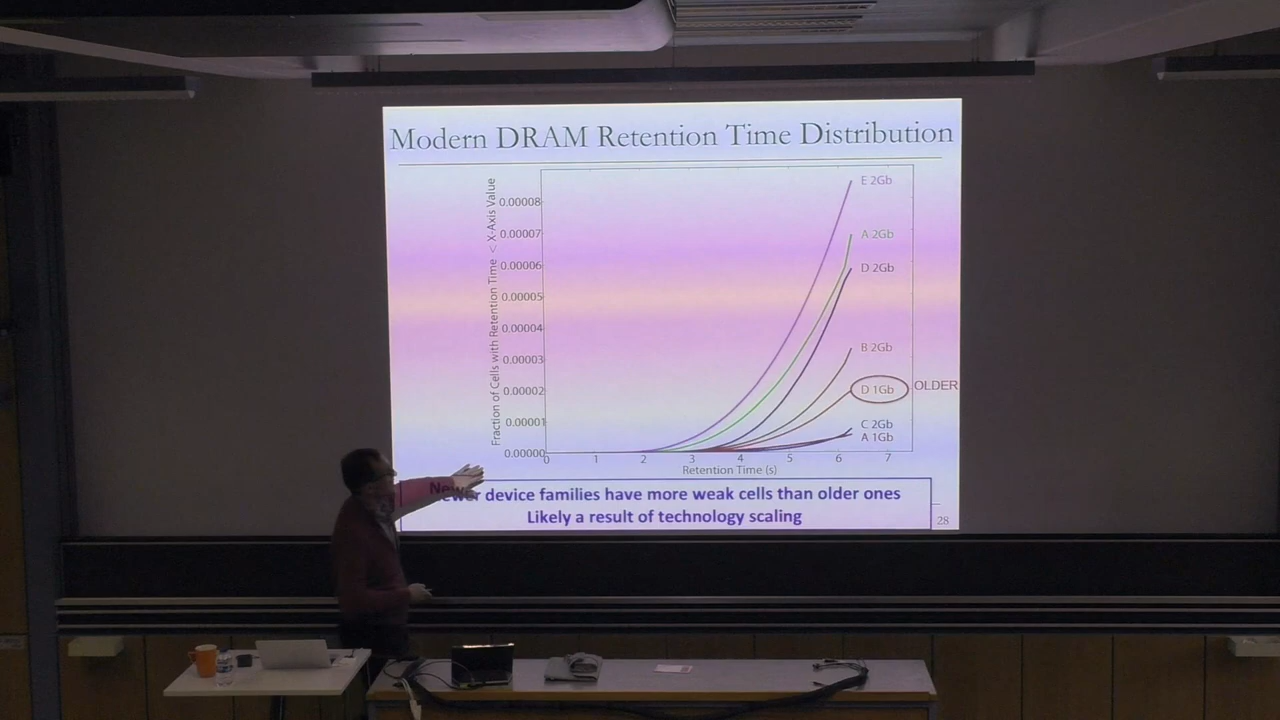 Modern DRAM Retention Time Distribution
Fraction of Cells with Retention Time < X-Axis Value
0.00008
0.00007
0.00006
0.00005
0.00004
0.00003
0.00002
0.00001
0.00000
0 1 2 3 4 5 6 7
Retention Time (s)
E 2Gb
A 2Gb
D 2Gb
B 2Gb
D 1Gb OLDER
C 2Gb
A 1Gb
Newer device families have more weak cells than older ones
Likely a result of technology scaling
28